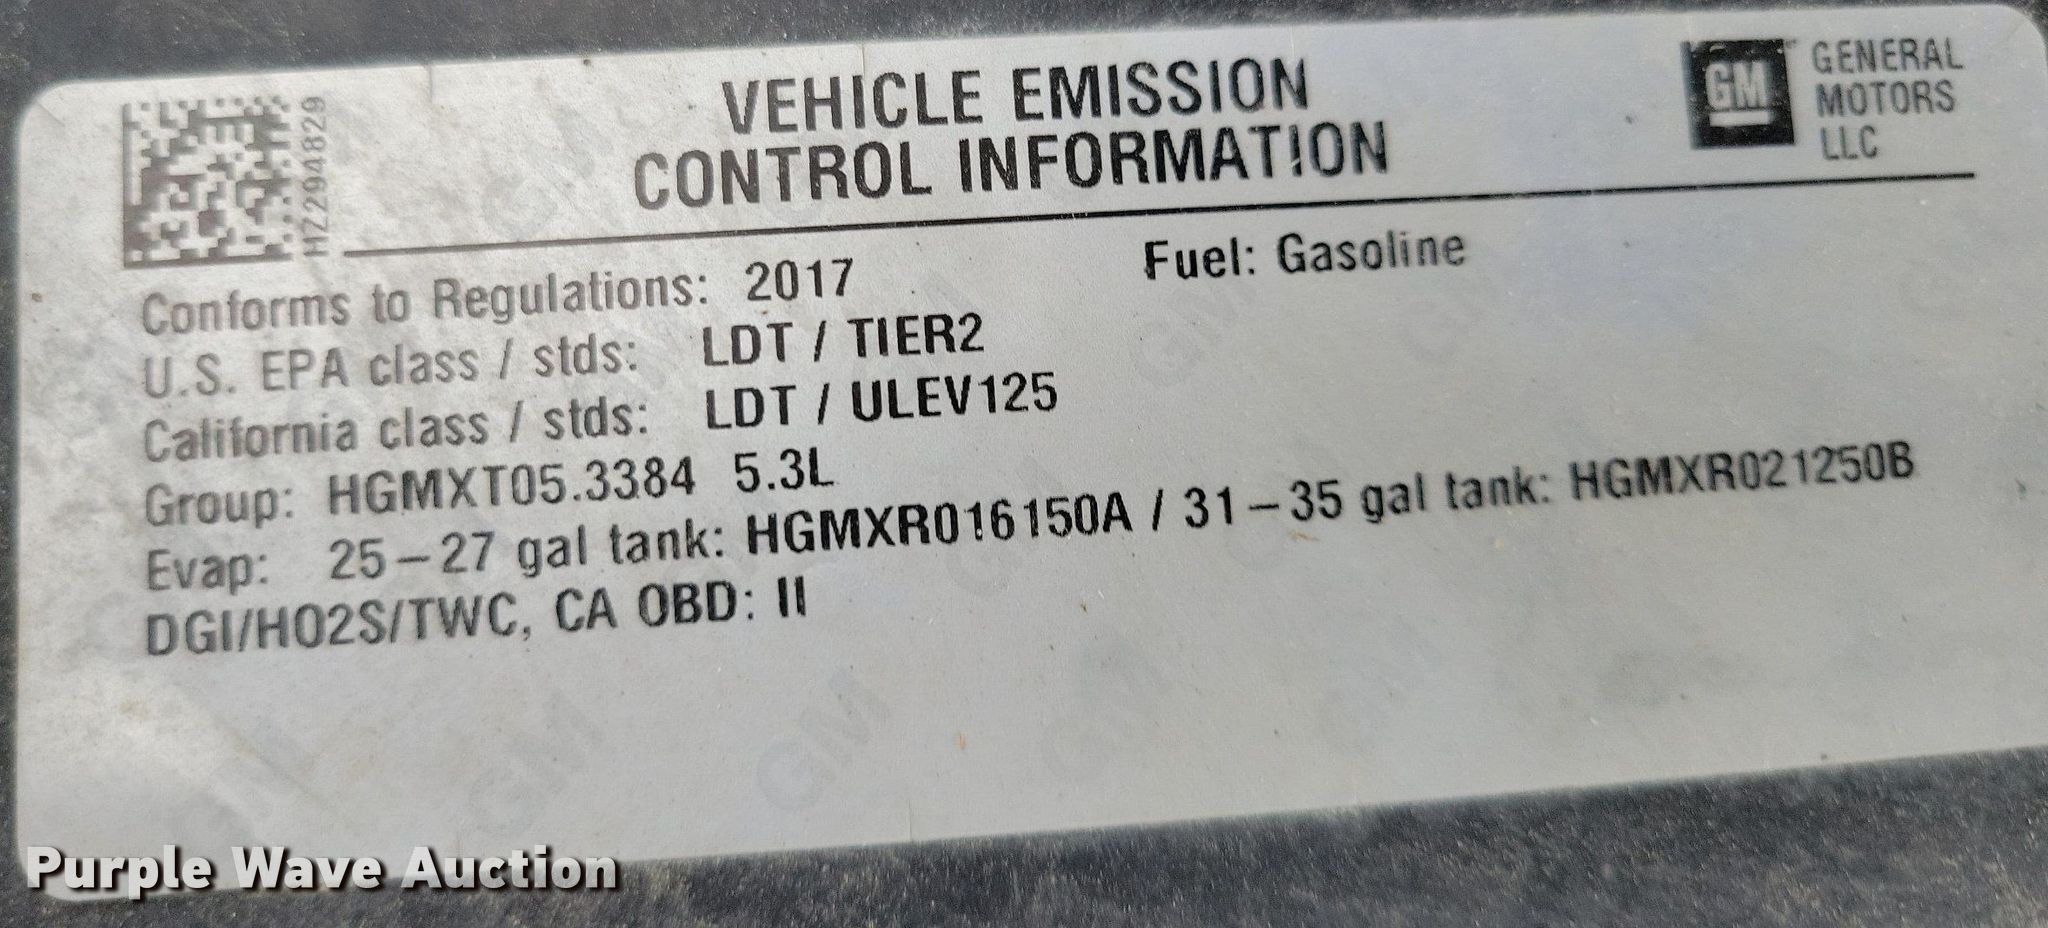 HZ2948829
VEHICLE EMISSION
CONTROL INFORMATION
GM
GENERAL
MOTORS
LLC
Conforms to Regulations: 2017 Fuel: Gasoline
U.S. EPA class / stds: LDT / TIER2
California class / stds: LDT / ULEV125
Group: HGMXT05.3384 5.3L
Evap: 25-27 gal tank: HGMXR016150A / 31-35 gal tank: HGMXR021250B
DGI/HO2S/TWC, CA OBD: II
Purple Wave Auction